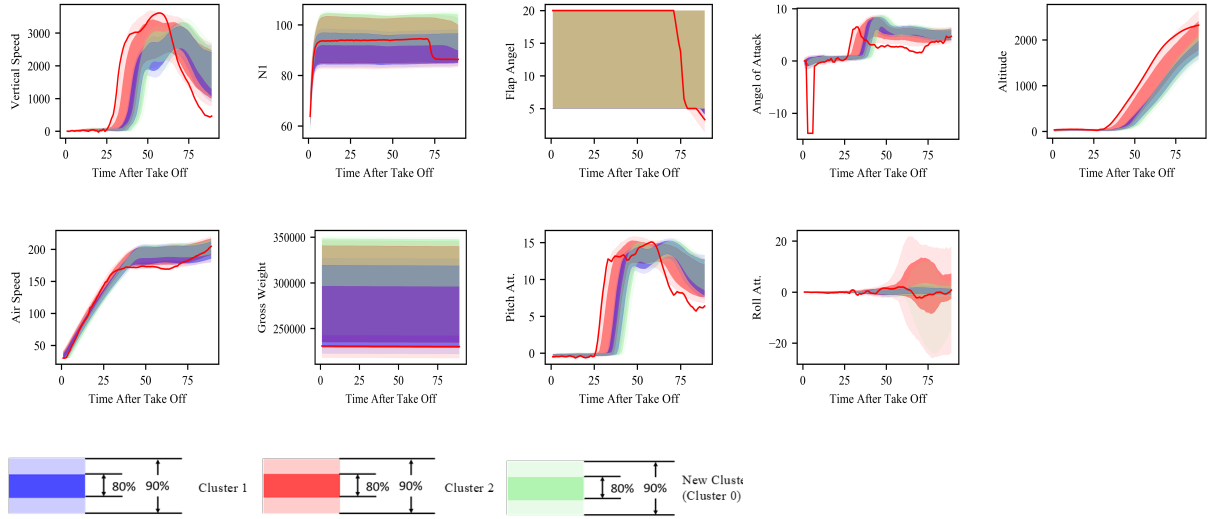 Vertical Speed
3000
2000
1000
0
0 25 50 75
Time After Take Off
N1
100
80
60
0 25 50 75
Time After Take Off
Flap Angel
20
15
10
5
0 25 50 75
Time After Take Off
Angel of Attack
10
0
−10
0 25 50 75
Time After Take Off
Altitude
2000
1000
0
0 25 50 75
Time After Take Off
Air Speed
200
150
100
50
0 25 50 75
Time After Take Off
Gross Weight
350000
300000
250000
0 25 50 75
Time After Take Off
Pitch Att.
15
10
5
0
0 25 50 75
Time After Take Off
Roll Att.
20
0
−20
0 25 50 75
Time After Take Off
80% 90% Cluster 1
80% 90% Cluster 2
80% 90% New Cluste
(Cluster 0)